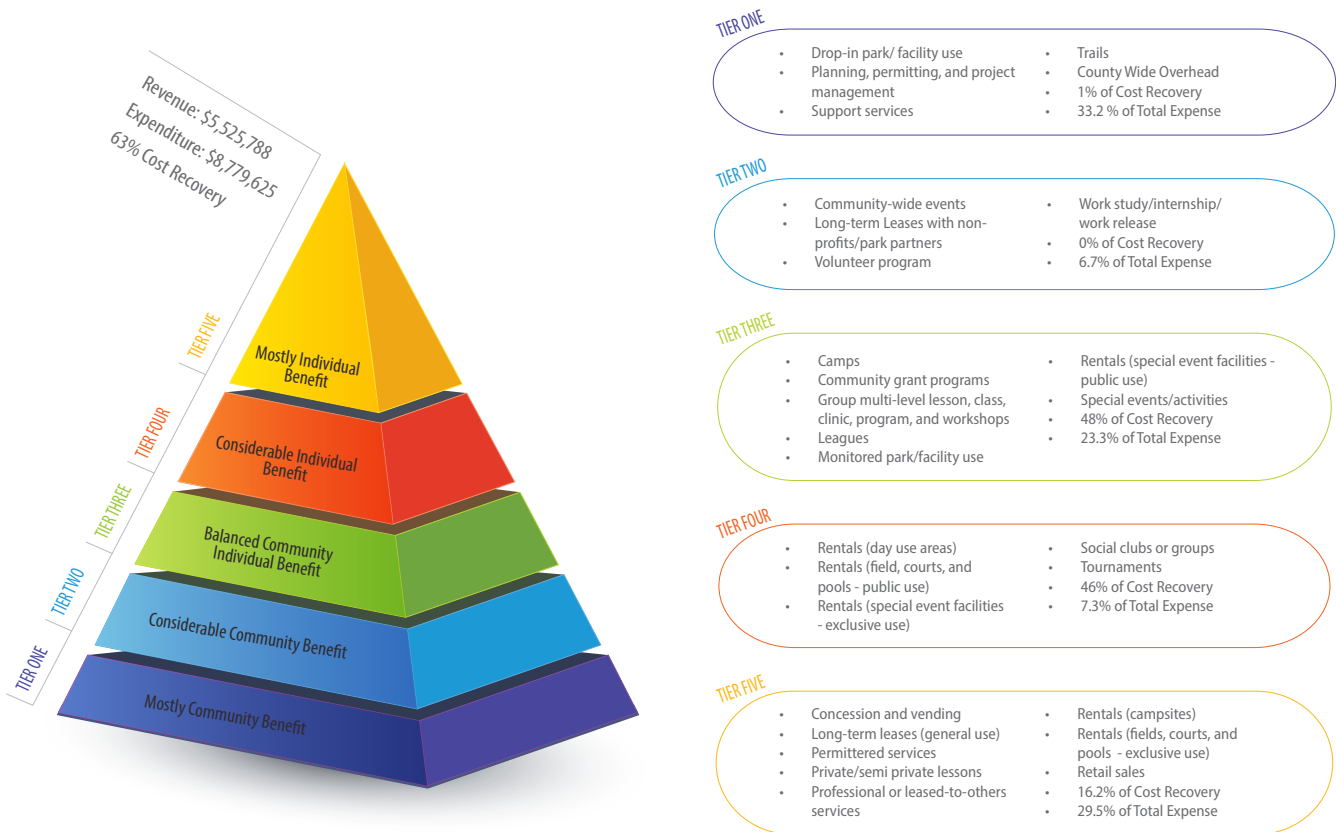 Revenue: $5,525,788
Expenditure: $8,779,625
63% Cost Recovery
TIER FIVE
TIER FOUR
TIER THREE
TIER TWO
TIER ONE
Mostly Individual
Benefit
Considerable Individual
Benefit
Balanced Community
Individual Benefit
Considerable Community Benefit
Mostly Community Benefit
TIER ONE
• Drop-in park/ facility use
• Planning, permitting, and project
management
• Support services
• Trails
• County Wide Overhead
• 1% of Cost Recovery
• 33.2 % of Total Expense
TIER TWO
• Community-wide events
• Long-term Leases with non-
profits/park partners
• Volunteer program
• Work study/internship/
work release
• 0% of Cost Recovery
• 6.7% of Total Expense
TIER THREE
• Camps
• Community grant programs
• Group multi-level lesson, class,
clinic, program, and workshops
• Leagues
• Monitored park/facility use
• Rentals (special event facilities -
public use)
• Special events/activities
• 48% of Cost Recovery
• 23.3% of Total Expense
TIER FOUR
• Rentals (day use areas)
• Rentals (field, courts, and
pools - public use)
• Rentals (special event facilities
- exclusive use)
• Social clubs or groups
• Tournaments
• 46% of Cost Recovery
• 7.3% of Total Expense
TIER FIVE
• Concession and vending
• Long-term leases (general use)
• Permittered services
• Private/semi private lessons
• Professional or leased-to-others
services
• Rentals (campsites)
• Rentals (fields, courts, and
pools - exclusive use)
• Retail sales
• 16.2% of Cost Recovery
• 29.5% of Total Expense